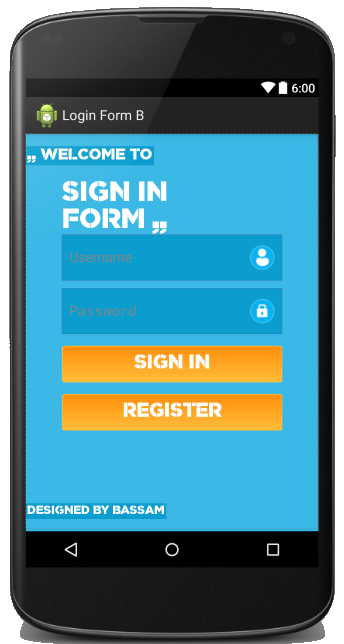 6:00
Login Form B
„ WELCOME TO
SIGN IN
FORM „
Username
Password
SIGN IN
REGISTER
DESIGNED BY BASSAM